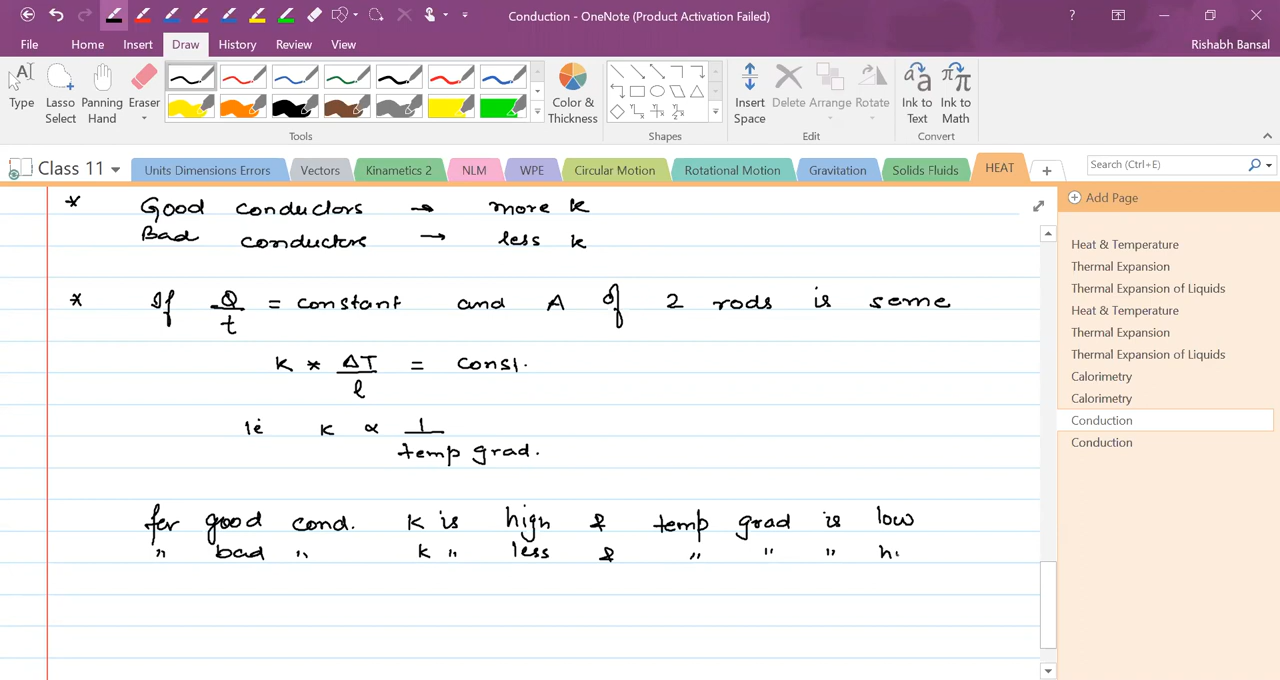 Conduction - OneNote (Product Activation Failed)
File Home Insert Draw History Review View
Rishabh Bansal
Type Lasso Select Panning Hand Eraser
Color & Thickness
Insert Space Delete Arrange Rotate Ink to Text Ink to Math
Tools Shapes Edit Convert
Class 11 Units Dimensions Errors Vectors Kinametics 2 NLM WPE Circular Motion Rotational Motion Gravitation Solids Fluids HEAT
Search (Ctrl+E)
* Good conductors → more k
Bad conductors → less k
* If Q/t = constant and A of 2 rods is same
k * ΔT/l = const.
ie k ∝ 1/temp grad.
for good cond. k is high & temp grad is low
" bad " k " less & " " " hi
Add Page
Heat & Temperature
Thermal Expansion
Thermal Expansion of Liquids
Heat & Temperature
Thermal Expansion
Thermal Expansion of Liquids
Calorimetry
Calorimetry
Conduction
Conduction